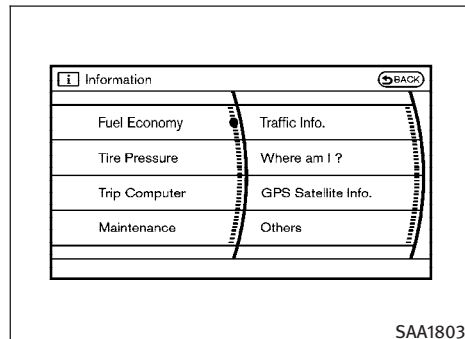 i Information
BACK
Fuel Economy
Traffic Info.
Tire Pressure
Where am I ?
Trip Computer
GPS Satellite Info.
Maintenance
Others
SAA1803